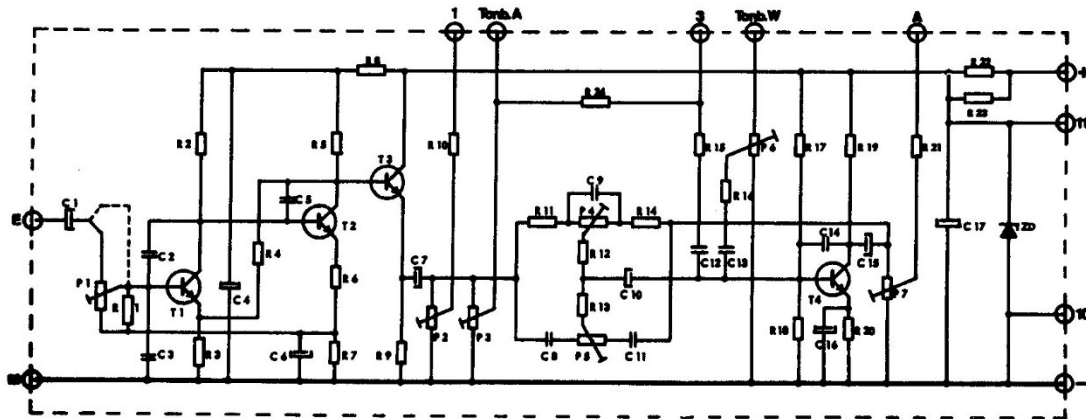 1 Tonb.A 3 Tonb.W A
R 8 R 22 +
R 24 R 23
11
R 2 R 5 R 10 R 15 P 6 R 17 R 19 R 21
T 3
C 9 R 16
C 1 C 5 R 11 P 4 R 14 C 17 ZD
E T 2 C 14
C 2 R 4 R 12 C 12 C 13 C 15
P 1 R 6 C 7 C 10 P 7
R 1 T 1 C 4 R 13 T 4 10
P 2 P 3
C 3 R 3 C 6 R 7 R 9 C 8 P 5 C 11 R 18 C 16 R 20
-